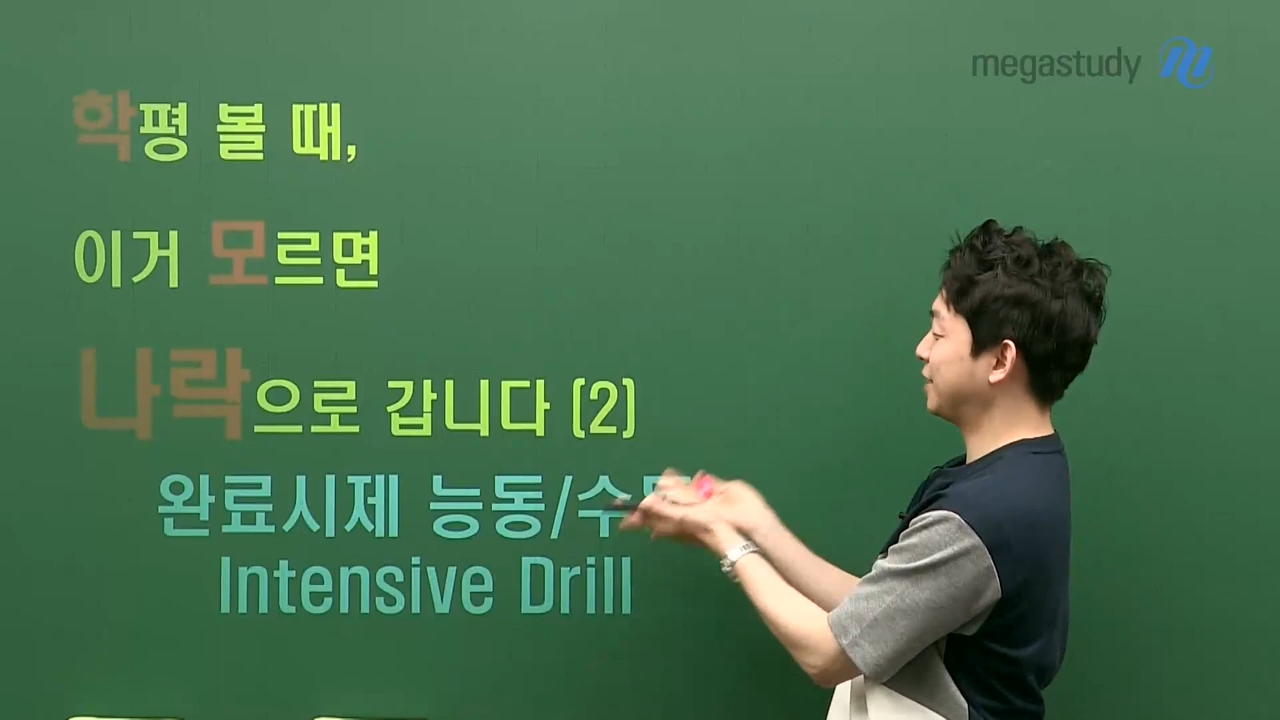 megastudy
학평 볼 때,
이거 모르면
나락으로 갑니다 (2)
완료시제 능동/수
Intensive Drill